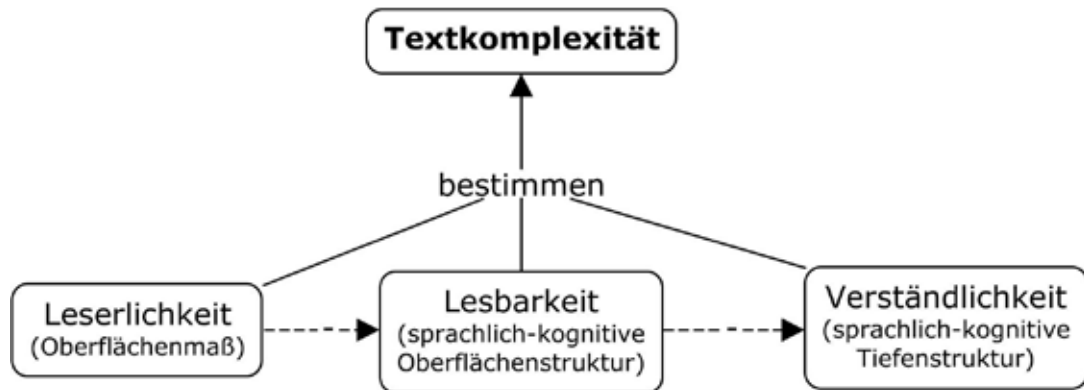 Textkomplexität
bestimmen
Leserlichkeit
(Oberflächenmaß)
Lesbarkeit
(sprachlich-kognitive
Oberflächenstruktur)
Verständlichkeit
(sprachlich-kognitive
Tiefenstruktur)